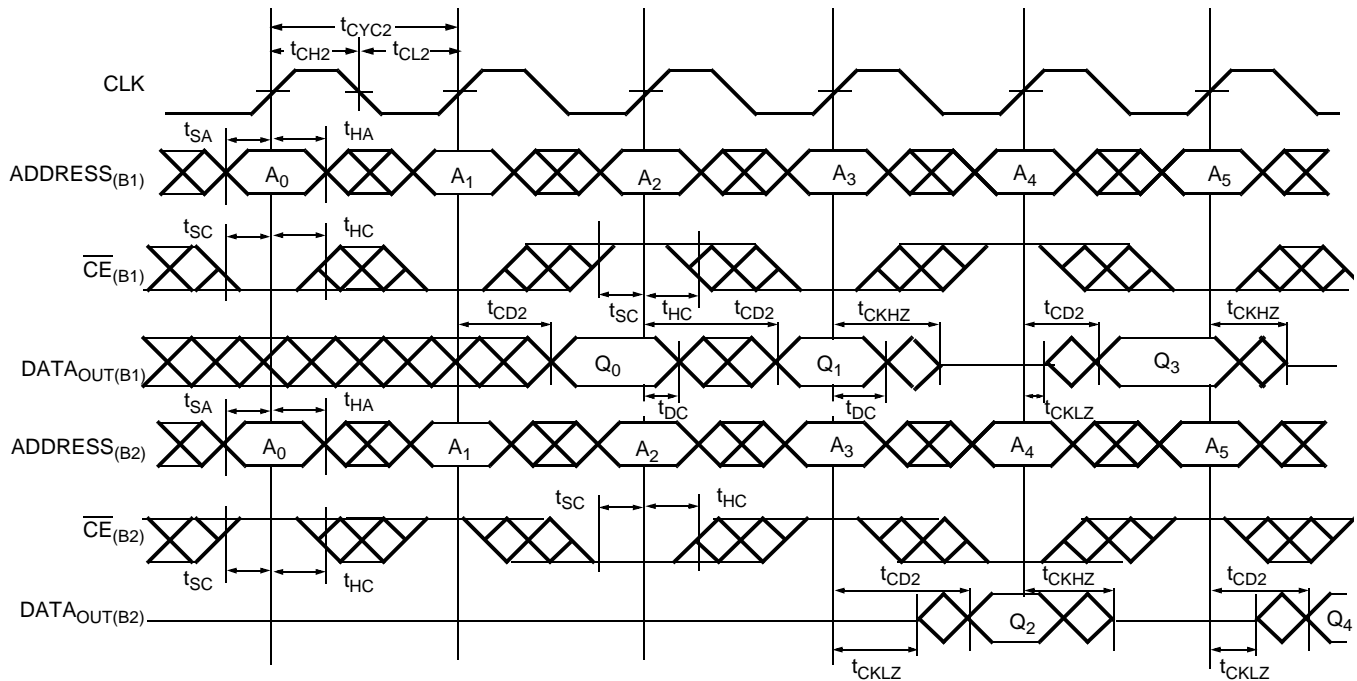 tCYC2
tCH2 tCL2
CLK
tSA tHA
ADDRESS(B1) A0 A1 A2 A3 A4 A5
tSC tHC
CE(B1)
tSC tHC
tCD2 tCD2 tCKHZ tCD2 tCKHZ
DATAOUT(B1) Q0 Q1 Q3
tSA tHA tDC tDC tCKLZ
ADDRESS(B2) A0 A1 A2 A3 A4 A5
tSC tHC
CE(B2)
tSC tHC tCD2 tCKHZ tCD2
DATAOUT(B2) Q2 Q4
tCKLZ tCKLZ